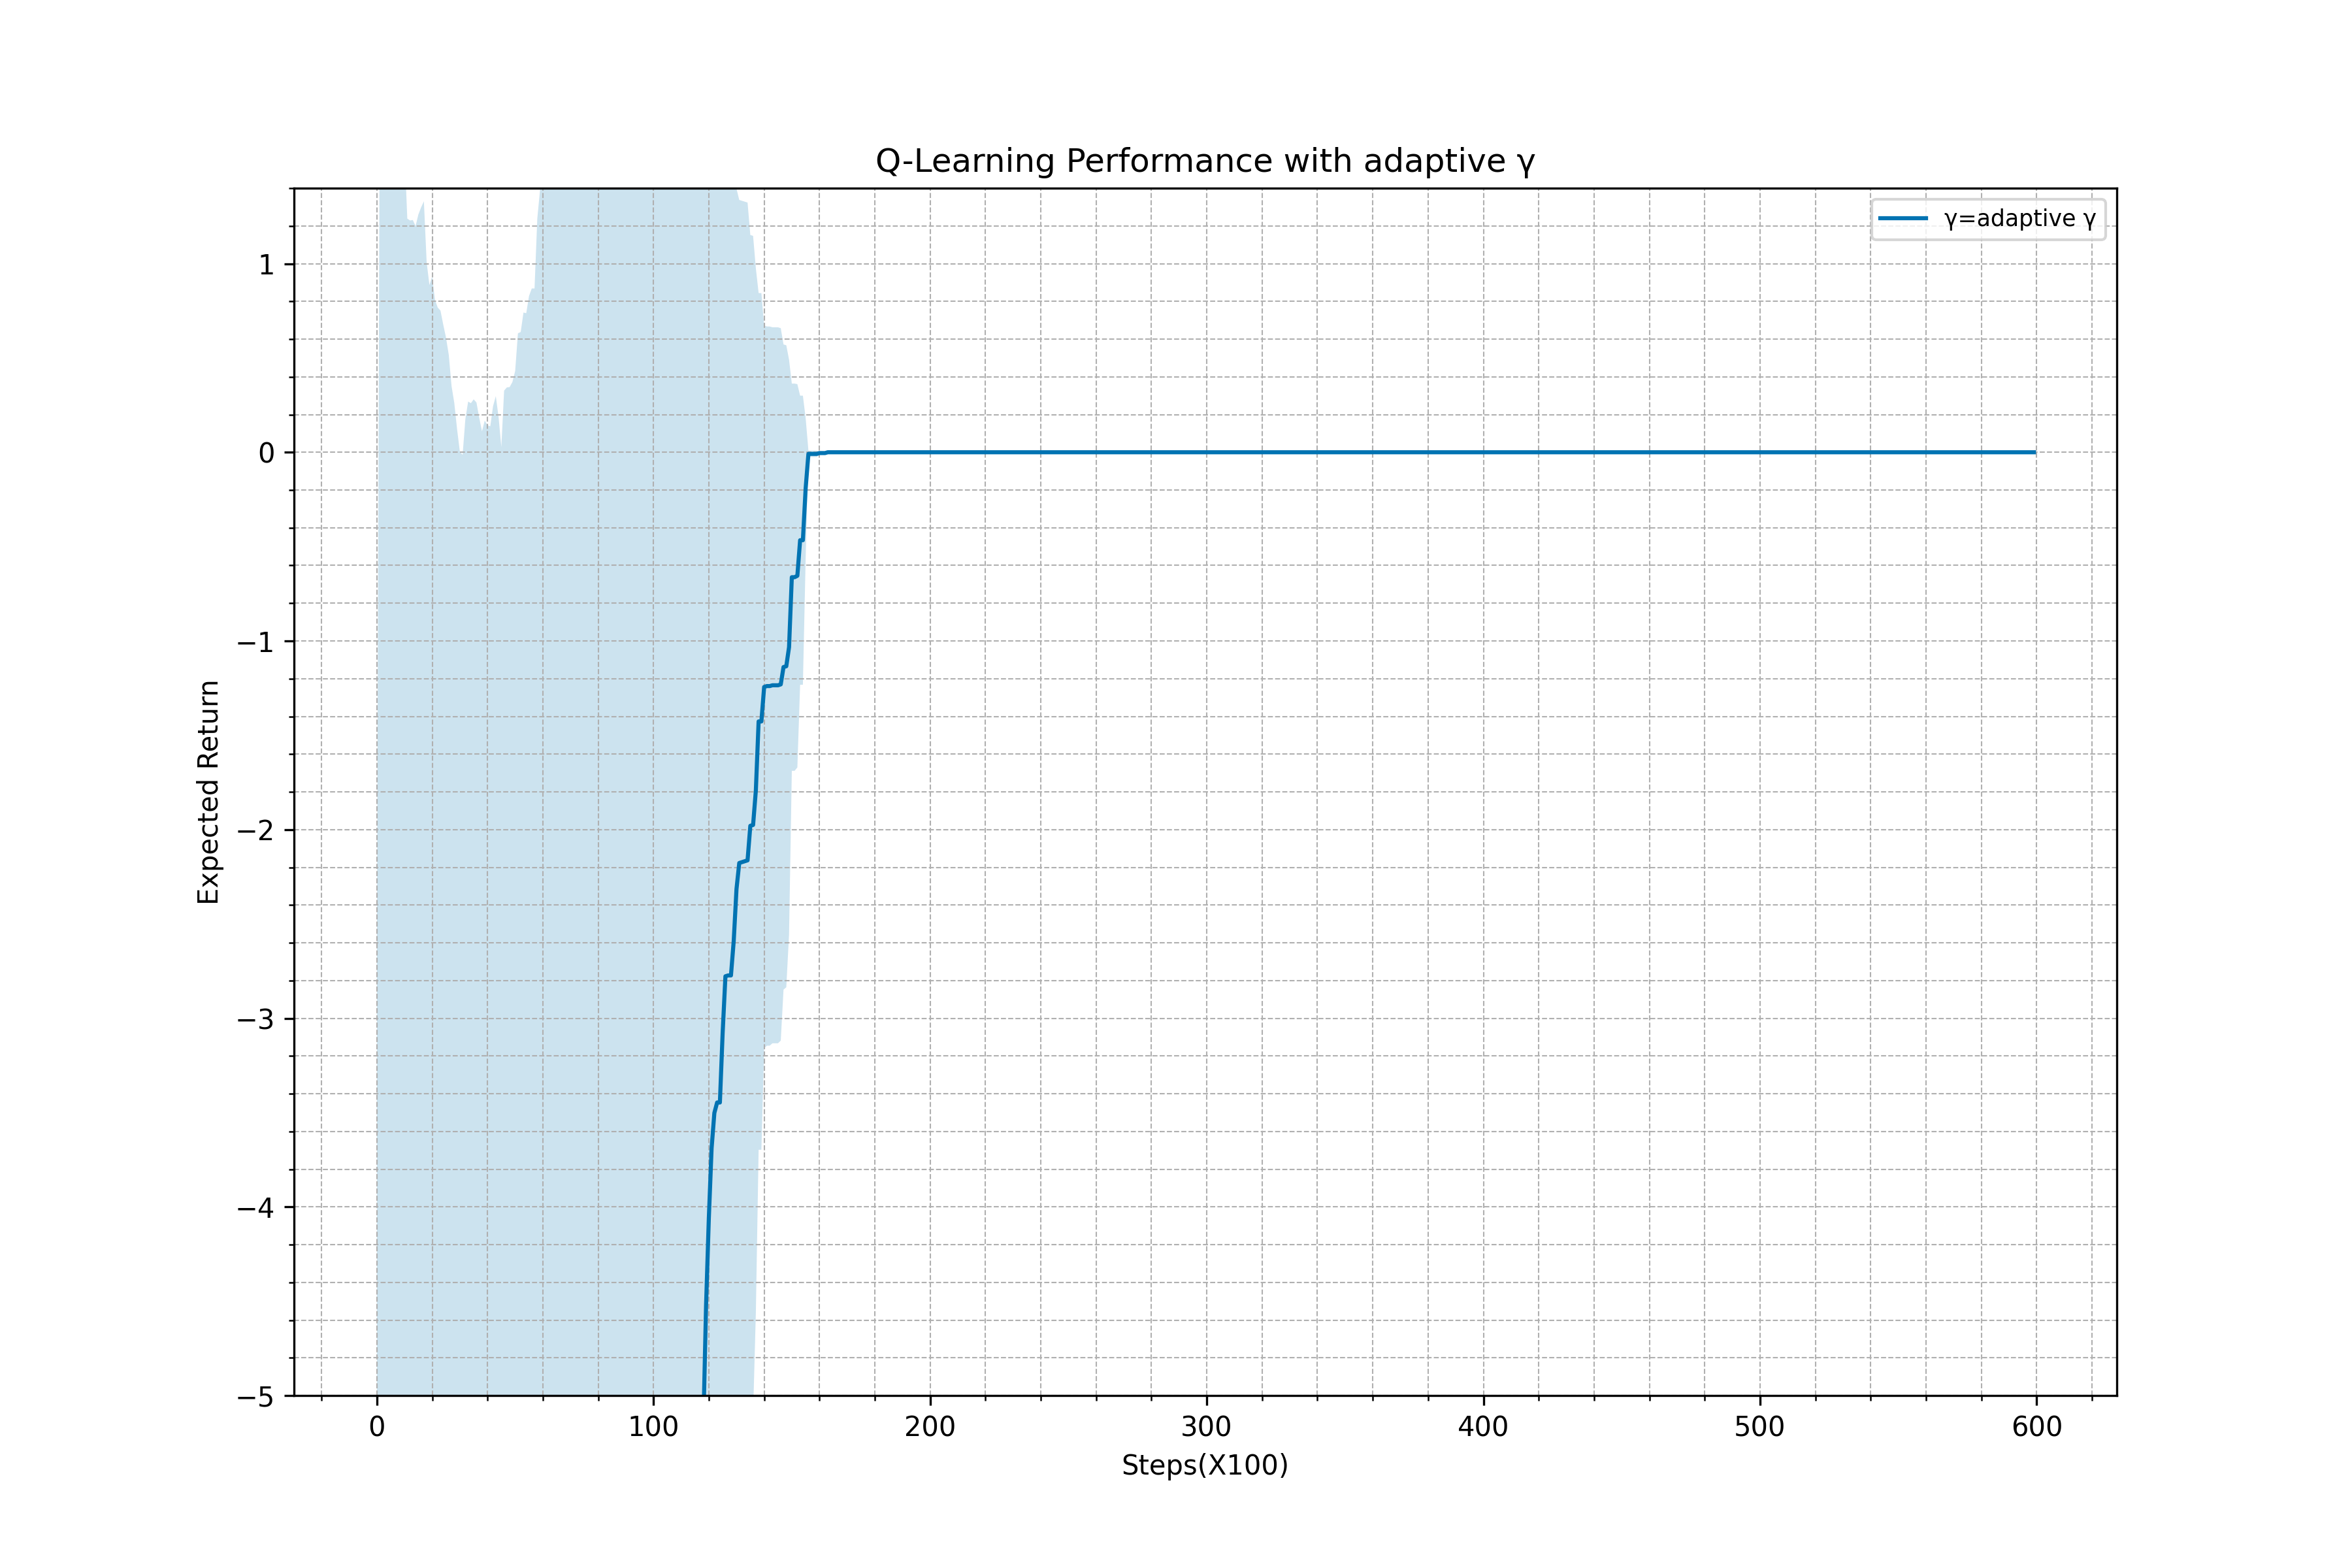 Q-Learning Performance with adaptive γ
γ=adaptive γ
1
0
−1
−2
−3
−4
−5
Expected Return
0 100 200 300 400 500 600
Steps(X100)